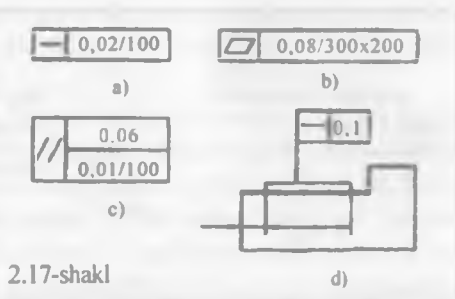 — 0,02/100
▱ 0,08/300x200
a)
b)
// 0.06
0,01/100
— 0.1
c)
2.17-shakl
d)